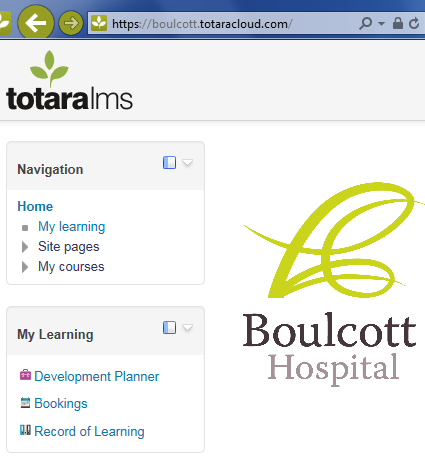 https://boulcott.totaracloud.com/
totaralms
Navigation
Home
My learning
Site pages
My courses
My Learning
Development Planner
Bookings
Record of Learning
Boulcott
Hospital